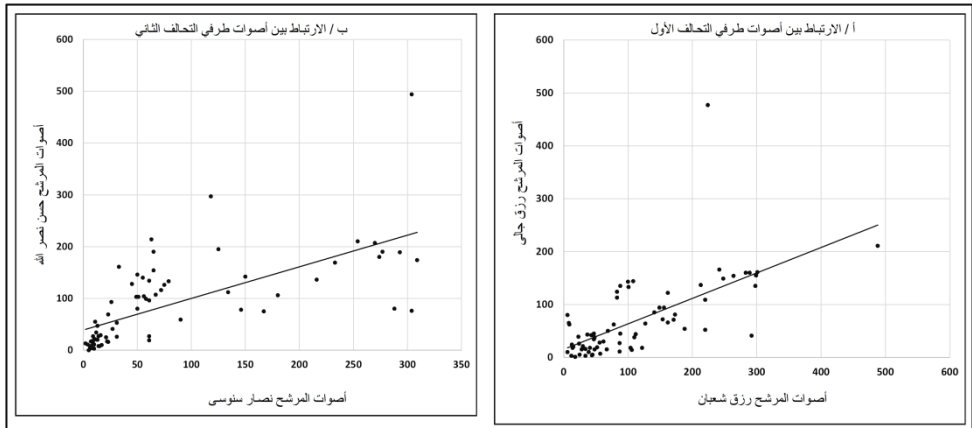 أ / الارتباط بين أصوات طرفي التحالف الأول
600
500
400
300
200
100
0
أصوات المرشح رزق جالى
0 100 200 300 400 500 600
أصوات المرشح رزق شعبان
ب / الارتباط بين أصوات طرفي التحالف الثاني
600
500
400
300
200
100
0
أصوات المرشح حسن نصر الله
0 50 100 150 200 250 300 350
أصوات المرشح نصار سنوسى